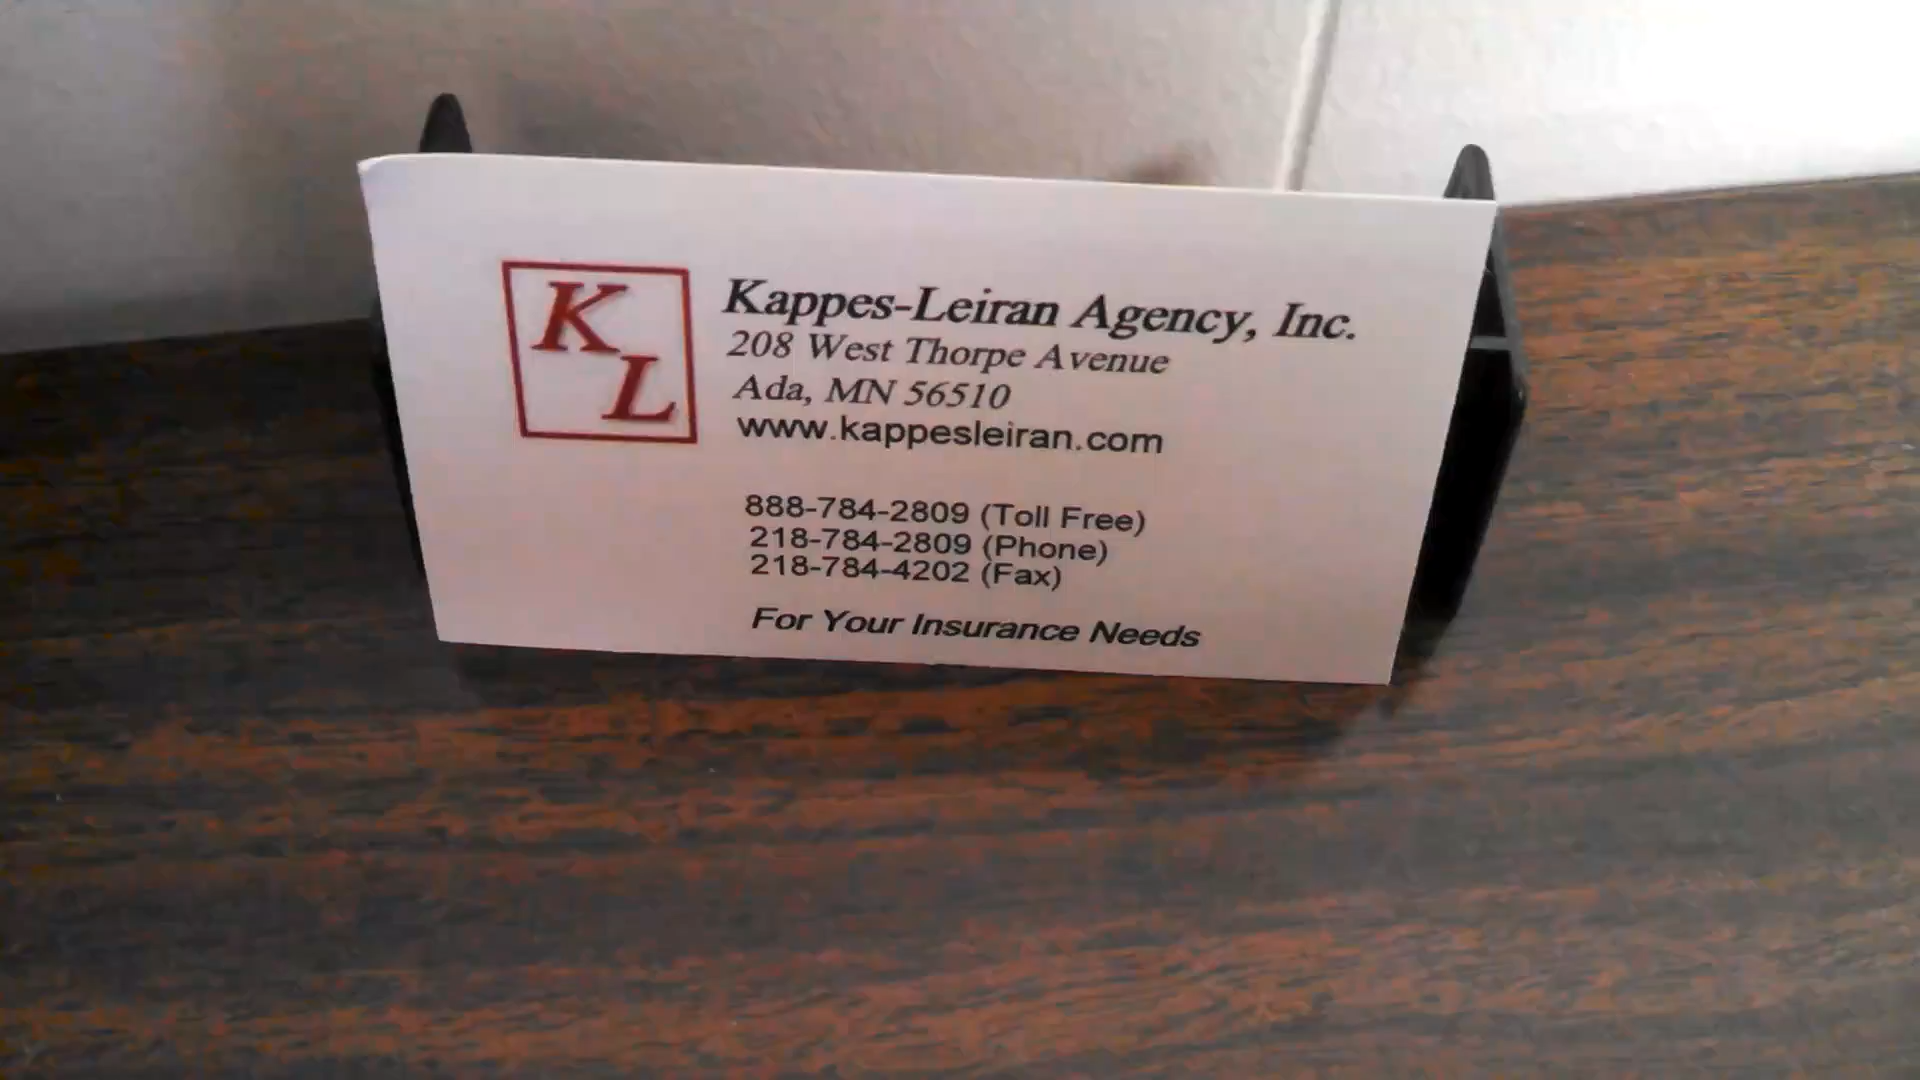 K
L
Kappes-Leiran Agency, Inc.
208 West Thorpe Avenue
Ada, MN 56510
www.kappesleiran.com
888-784-2809 (Toll Free)
218-784-2809 (Phone)
218-784-4202 (Fax)
For Your Insurance Needs